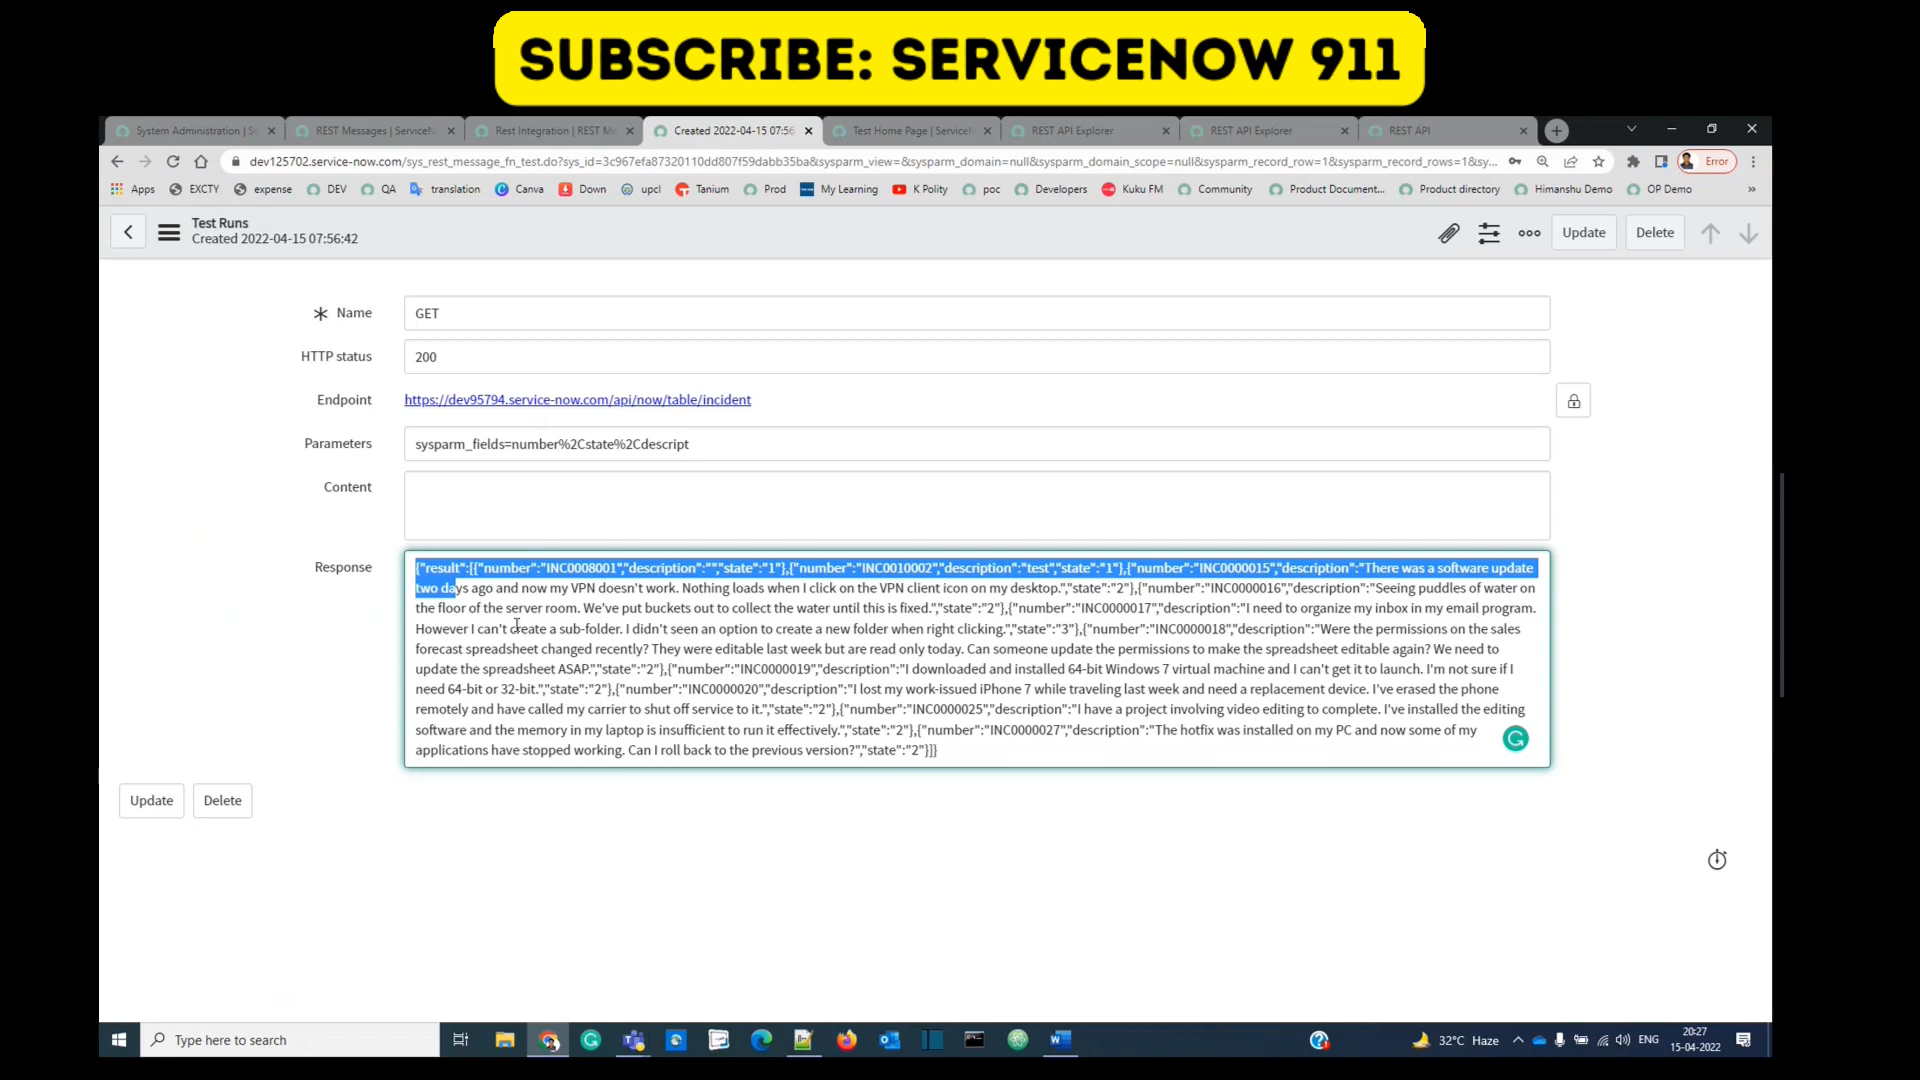 SUBSCRIBE: SERVICENOW 911
System Administration | S
REST Messages | ServiceN
Rest Integration | REST M
Created 2022-04-15 07:56
Test Home Page | Service
REST API Explorer
REST API Explorer
REST API
dev125702.service-now.com/sys_rest_message_fn_test.do?sys_id=3c967efa87320110dd807f59dabb35ba&sysparm_view=&sysparm_domain=null&sysparm_domain_scope=null&sysparm_record_row=1&sysparm_record_rows=1&sy...
Error
Apps
EXCTY
expense
DEV
QA
translation
Canva
Down
upcl
Tanium
Prod
My Learning
K Polity
poc
Developers
Kuku FM
Community
Product Document...
Product directory
Himanshu Demo
OP Demo
»
Test Runs
Created 2022-04-15 07:56:42
Update
Delete
Name
GET
HTTP status
200
Endpoint
https://dev95794.service-now.com/api/now/table/incident
Parameters
sysparm_fields=number%2Cstate%2Cdescript
Content
Response
{"result":[{"number":"INC0008001","description":"","state":"1"},{"number":"INC0010002","description":"test","state":"1"},{"number":"INC0000015","description":"There was a software update
two days ago and now my VPN doesn't work. Nothing loads when I click on the VPN client icon on my desktop.","state":"2"},{"number":"INC0000016","description":"Seeing puddles of water on
the floor of the server room. We've put buckets out to collect the water until this is fixed.","state":"2"},{"number":"INC0000017","description":"I need to organize my inbox in my email program.
However I can't create a sub-folder. I didn't seen an option to create a new folder when right clicking.","state":"3"},{"number":"INC0000018","description":"Were the permissions on the sales
forecast spreadsheet changed recently? They were editable last week but are read only today. Can someone update the permissions to make the spreadsheet editable again? We need to
update the spreadsheet ASAP.","state":"2"},{"number":"INC0000019","description":"I downloaded and installed 64-bit Windows 7 virtual machine and I can't get it to launch. I'm not sure if I
need 64-bit or 32-bit.","state":"2"},{"number":"INC0000020","description":"I lost my work-issued iPhone 7 while traveling last week and need a replacement device. I've erased the phone
remotely and have called my carrier to shut off service to it.","state":"2"},{"number":"INC0000025","description":"I have a project involving video editing to complete. I've installed the editing
software and the memory in my laptop is insufficient to run it effectively.","state":"2"},{"number":"INC0000027","description":"The hotfix was installed on my PC and now some of my
applications have stopped working. Can I roll back to the previous version?","state":"2"}]}
Update
Delete
Type here to search
32°C Haze
ENG
20:27
15-04-2022